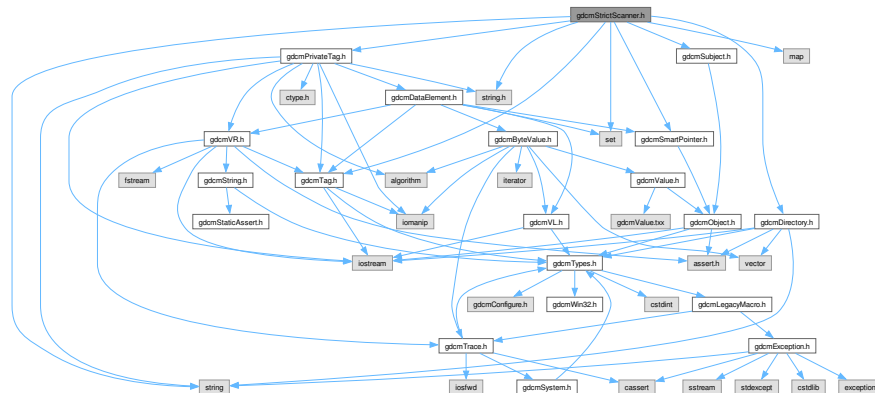 gdcmStrictScanner.h
gdcmPrivateTag.h
gdcmSubject.h
map
ctype.h
gdcmDataElement.h
string.h
gdcmVR.h
gdcmByteValue.h
set
gdcmSmartPointer.h
fstream
gdcmString.h
gdcmTag.h
algorithm
iterator
gdcmValue.h
gdcmStaticAssert.h
iomanip
gdcmVL.h
gdcmValue.txx
gdcmObject.h
gdcmDirectory.h
iostream
gdcmTypes.h
assert.h
vector
gdcmConfigure.h
gdcmWin32.h
cstdint
gdcmLegacyMacro.h
gdcmTrace.h
gdcmException.h
string
iosfwd
gdcmSystem.h
cassert
sstream
stdexcept
cstdlib
exception